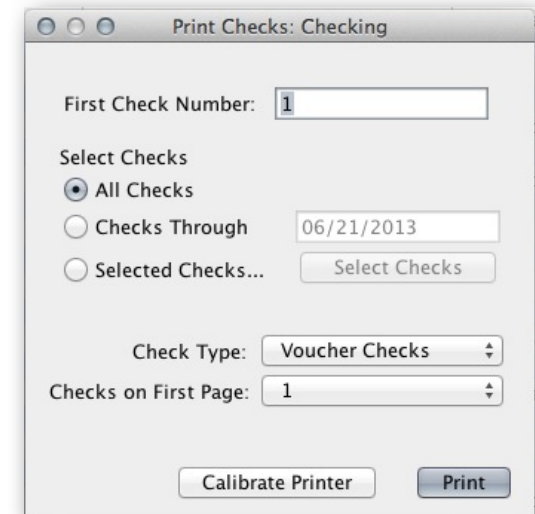 Print Checks: Checking
First Check Number: 1
Select Checks
All Checks
Checks Through 06/21/2013
Selected Checks... Select Checks
Check Type: Voucher Checks
Checks on First Page: 1
Calibrate Printer Print